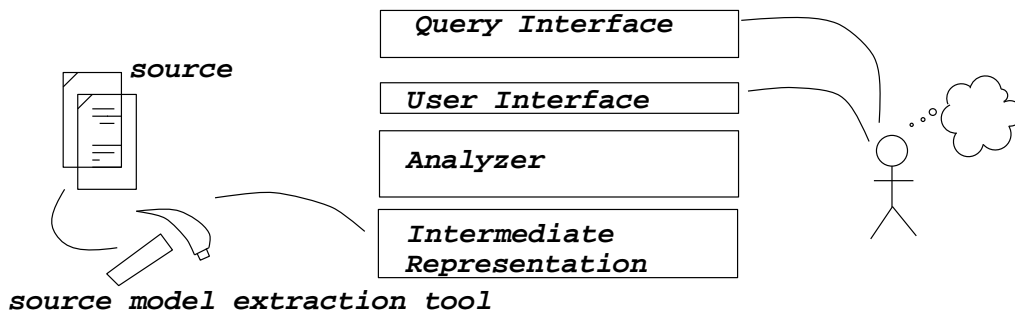 Query Interface
source
User Interface
Analyzer
Intermediate
Representation
source model extraction tool